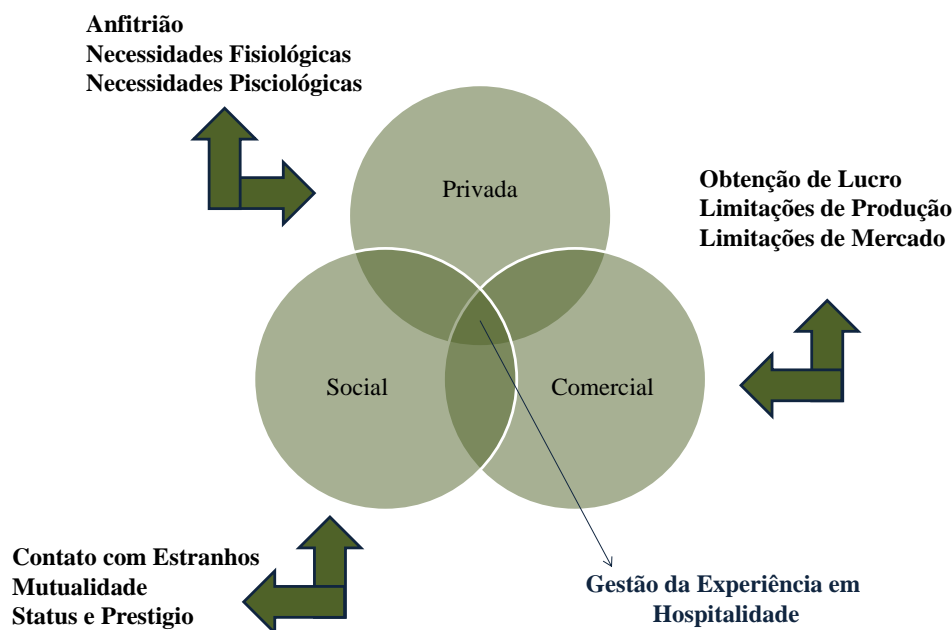 Anfitrião
Necessidades Fisiológicas
Necessidades Pisciológicas
Privada
Obtenção de Lucro
Limitações de Produção
Limitações de Mercado
Social
Comercial
Contato com Estranhos
Mutualidade
Status e Prestigio
Gestão da Experiência em
Hospitalidade